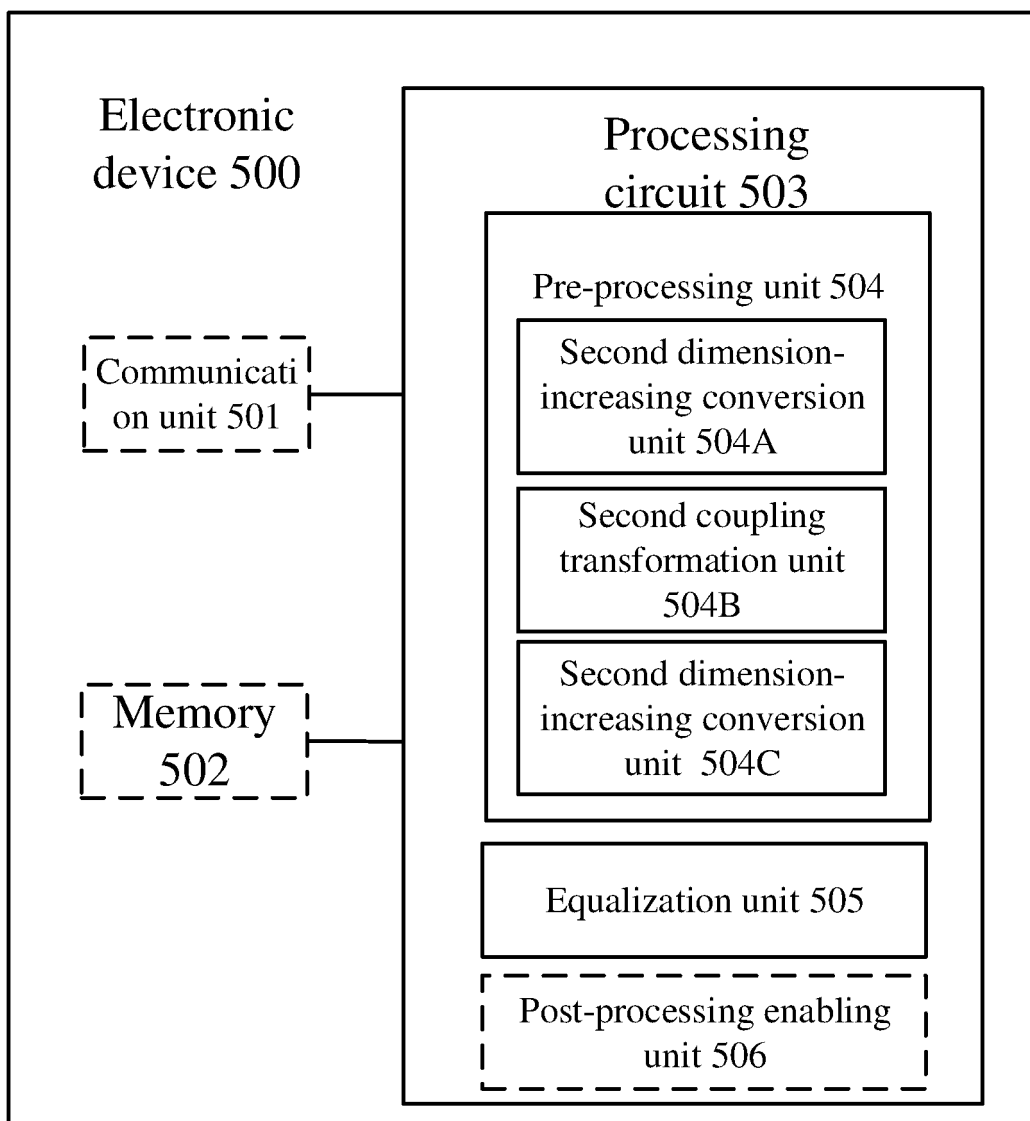 Electronic
device 500
Processing
circuit 503
Pre-processing unit 504
Second dimension-
increasing conversion
unit 504A
Communicati
on unit 501
Second coupling
transformation unit
504B
Second dimension-
increasing conversion
unit 504C
Memory
502
Equalization unit 505
Post-processing enabling
unit 506